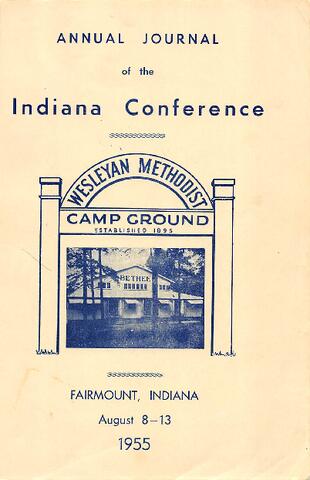 ANNUAL JOURNAL
of the
Indiana Conference
WESLEYAN METHODIST
CAMP GROUND
ESTABLISHED 1895
BETHEL
FAIRMOUNT, INDIANA
August 8-13
1955